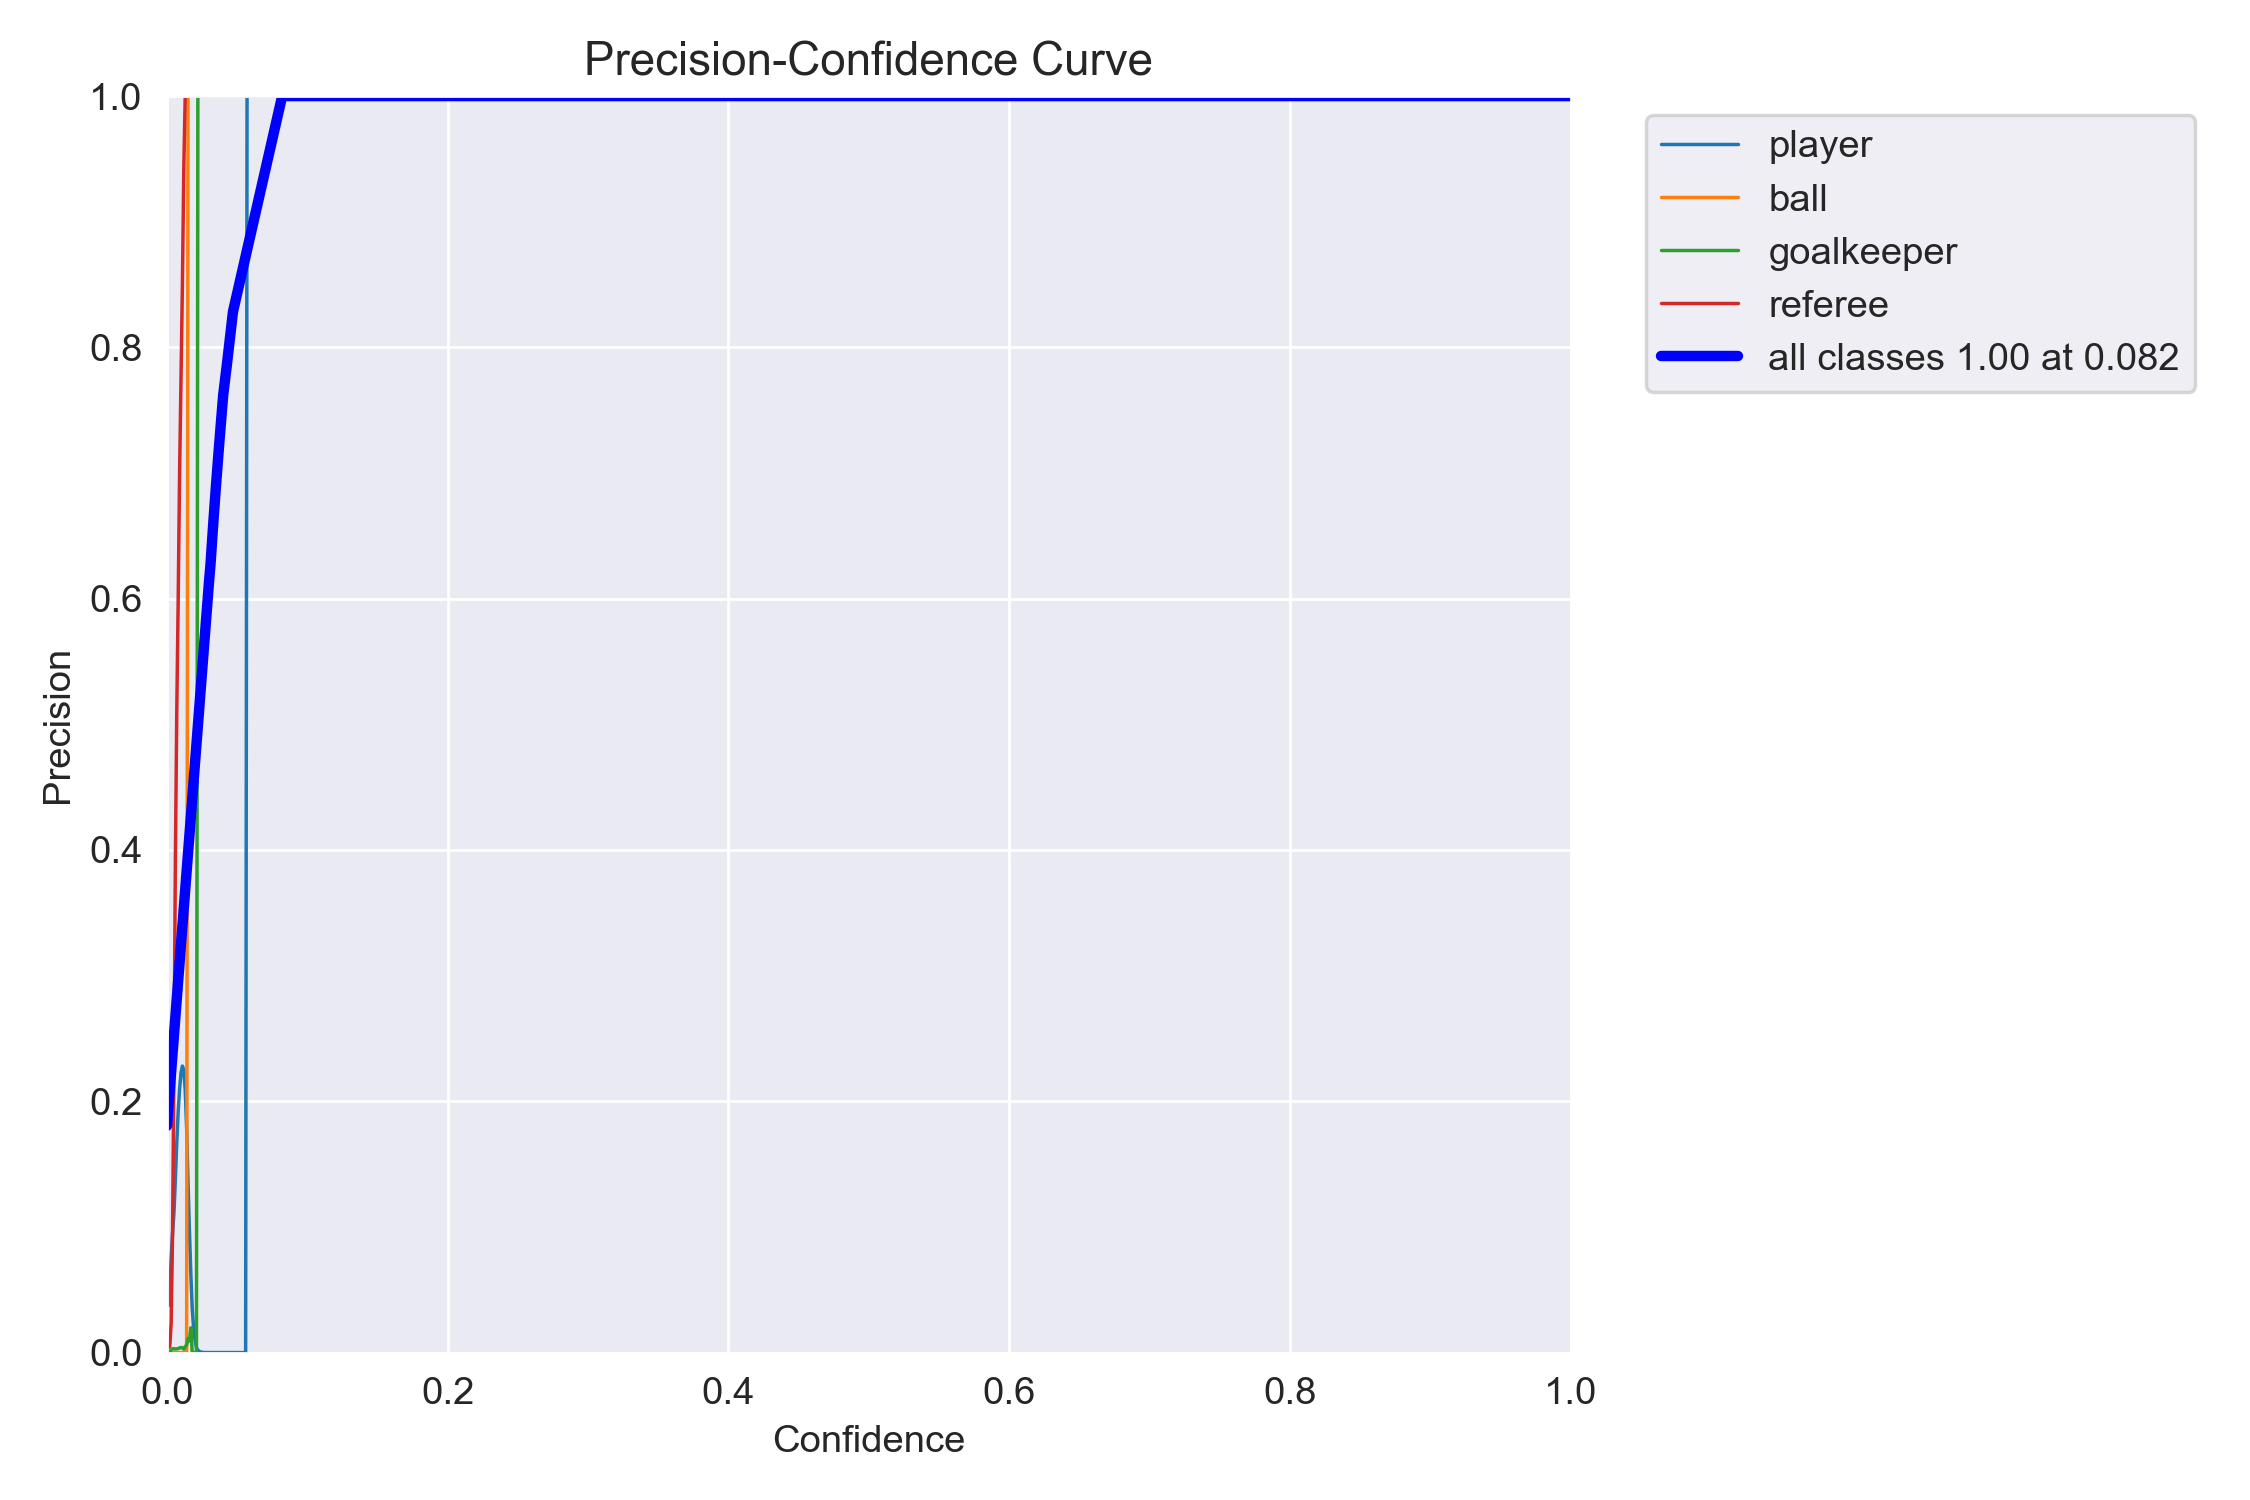 Precision-Confidence Curve
1.0
0.8
0.6
0.4
0.2
0.0
Precision
0.0 0.2 0.4 0.6 0.8 1.0
Confidence
player
ball
goalkeeper
referee
all classes 1.00 at 0.082